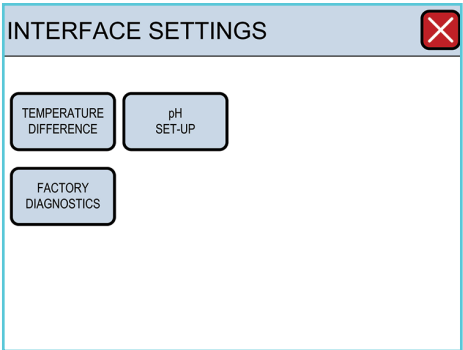 INTERFACE SETTINGS
TEMPERATURE
DIFFERENCE
pH
SET-UP
FACTORY
DIAGNOSTICS